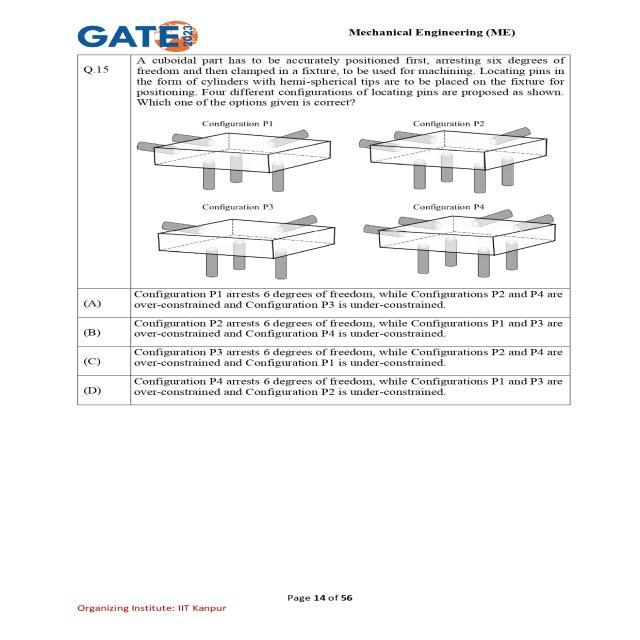 GATE 2023
Mechanical Engineering (ME)
Q.15
A cuboidal part has to be accurately positioned first, arresting six degrees of
freedom and then clamped in a fixture, to be used for machining. Locating pins in
the form of cylinders with hemi-spherical tips are to be placed on the fixture for
positioning. Four different configurations of locating pins are proposed as shown.
Which one of the options given is correct?
Configuration P1
Configuration P2
Configuration P3
Configuration P4
(A)
Configuration P1 arrests 6 degrees of freedom, while Configurations P2 and P4 are
over-constrained and Configuration P3 is under-constrained.
(B)
Configuration P2 arrests 6 degrees of freedom, while Configurations P1 and P3 are
over-constrained and Configuration P4 is under-constrained.
(C)
Configuration P3 arrests 6 degrees of freedom, while Configurations P2 and P4 are
over-constrained and Configuration P1 is under-constrained.
(D)
Configuration P4 arrests 6 degrees of freedom, while Configurations P1 and P3 are
over-constrained and Configuration P2 is under-constrained.
Page 14 of 56
Organizing Institute: IIT Kanpur